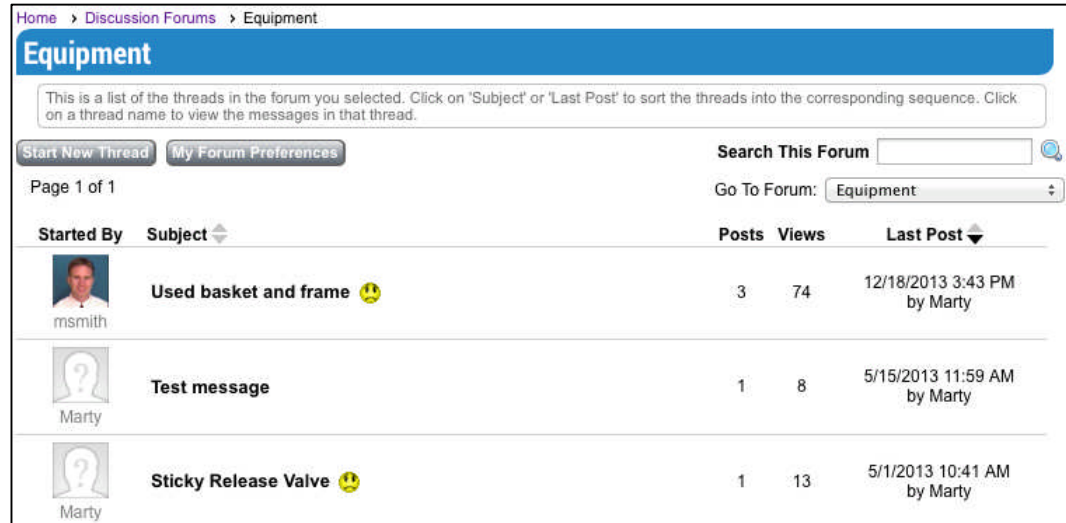 Home > Discussion Forums > Equipment
Equipment
This is a list of the threads in the forum you selected. Click on 'Subject' or 'Last Post' to sort the threads into the corresponding sequence. Click
on a thread name to view the messages in that thread.
Start New Thread My Forum Preferences Search This Forum
Page 1 of 1 Go To Forum: Equipment
Started By Subject Posts Views Last Post
Used basket and frame 3 74 12/18/2013 3:43 PM
by Marty
msmith
Test message 1 8 5/15/2013 11:59 AM
by Marty
Marty
Sticky Release Valve 1 13 5/1/2013 10:41 AM
by Marty
Marty